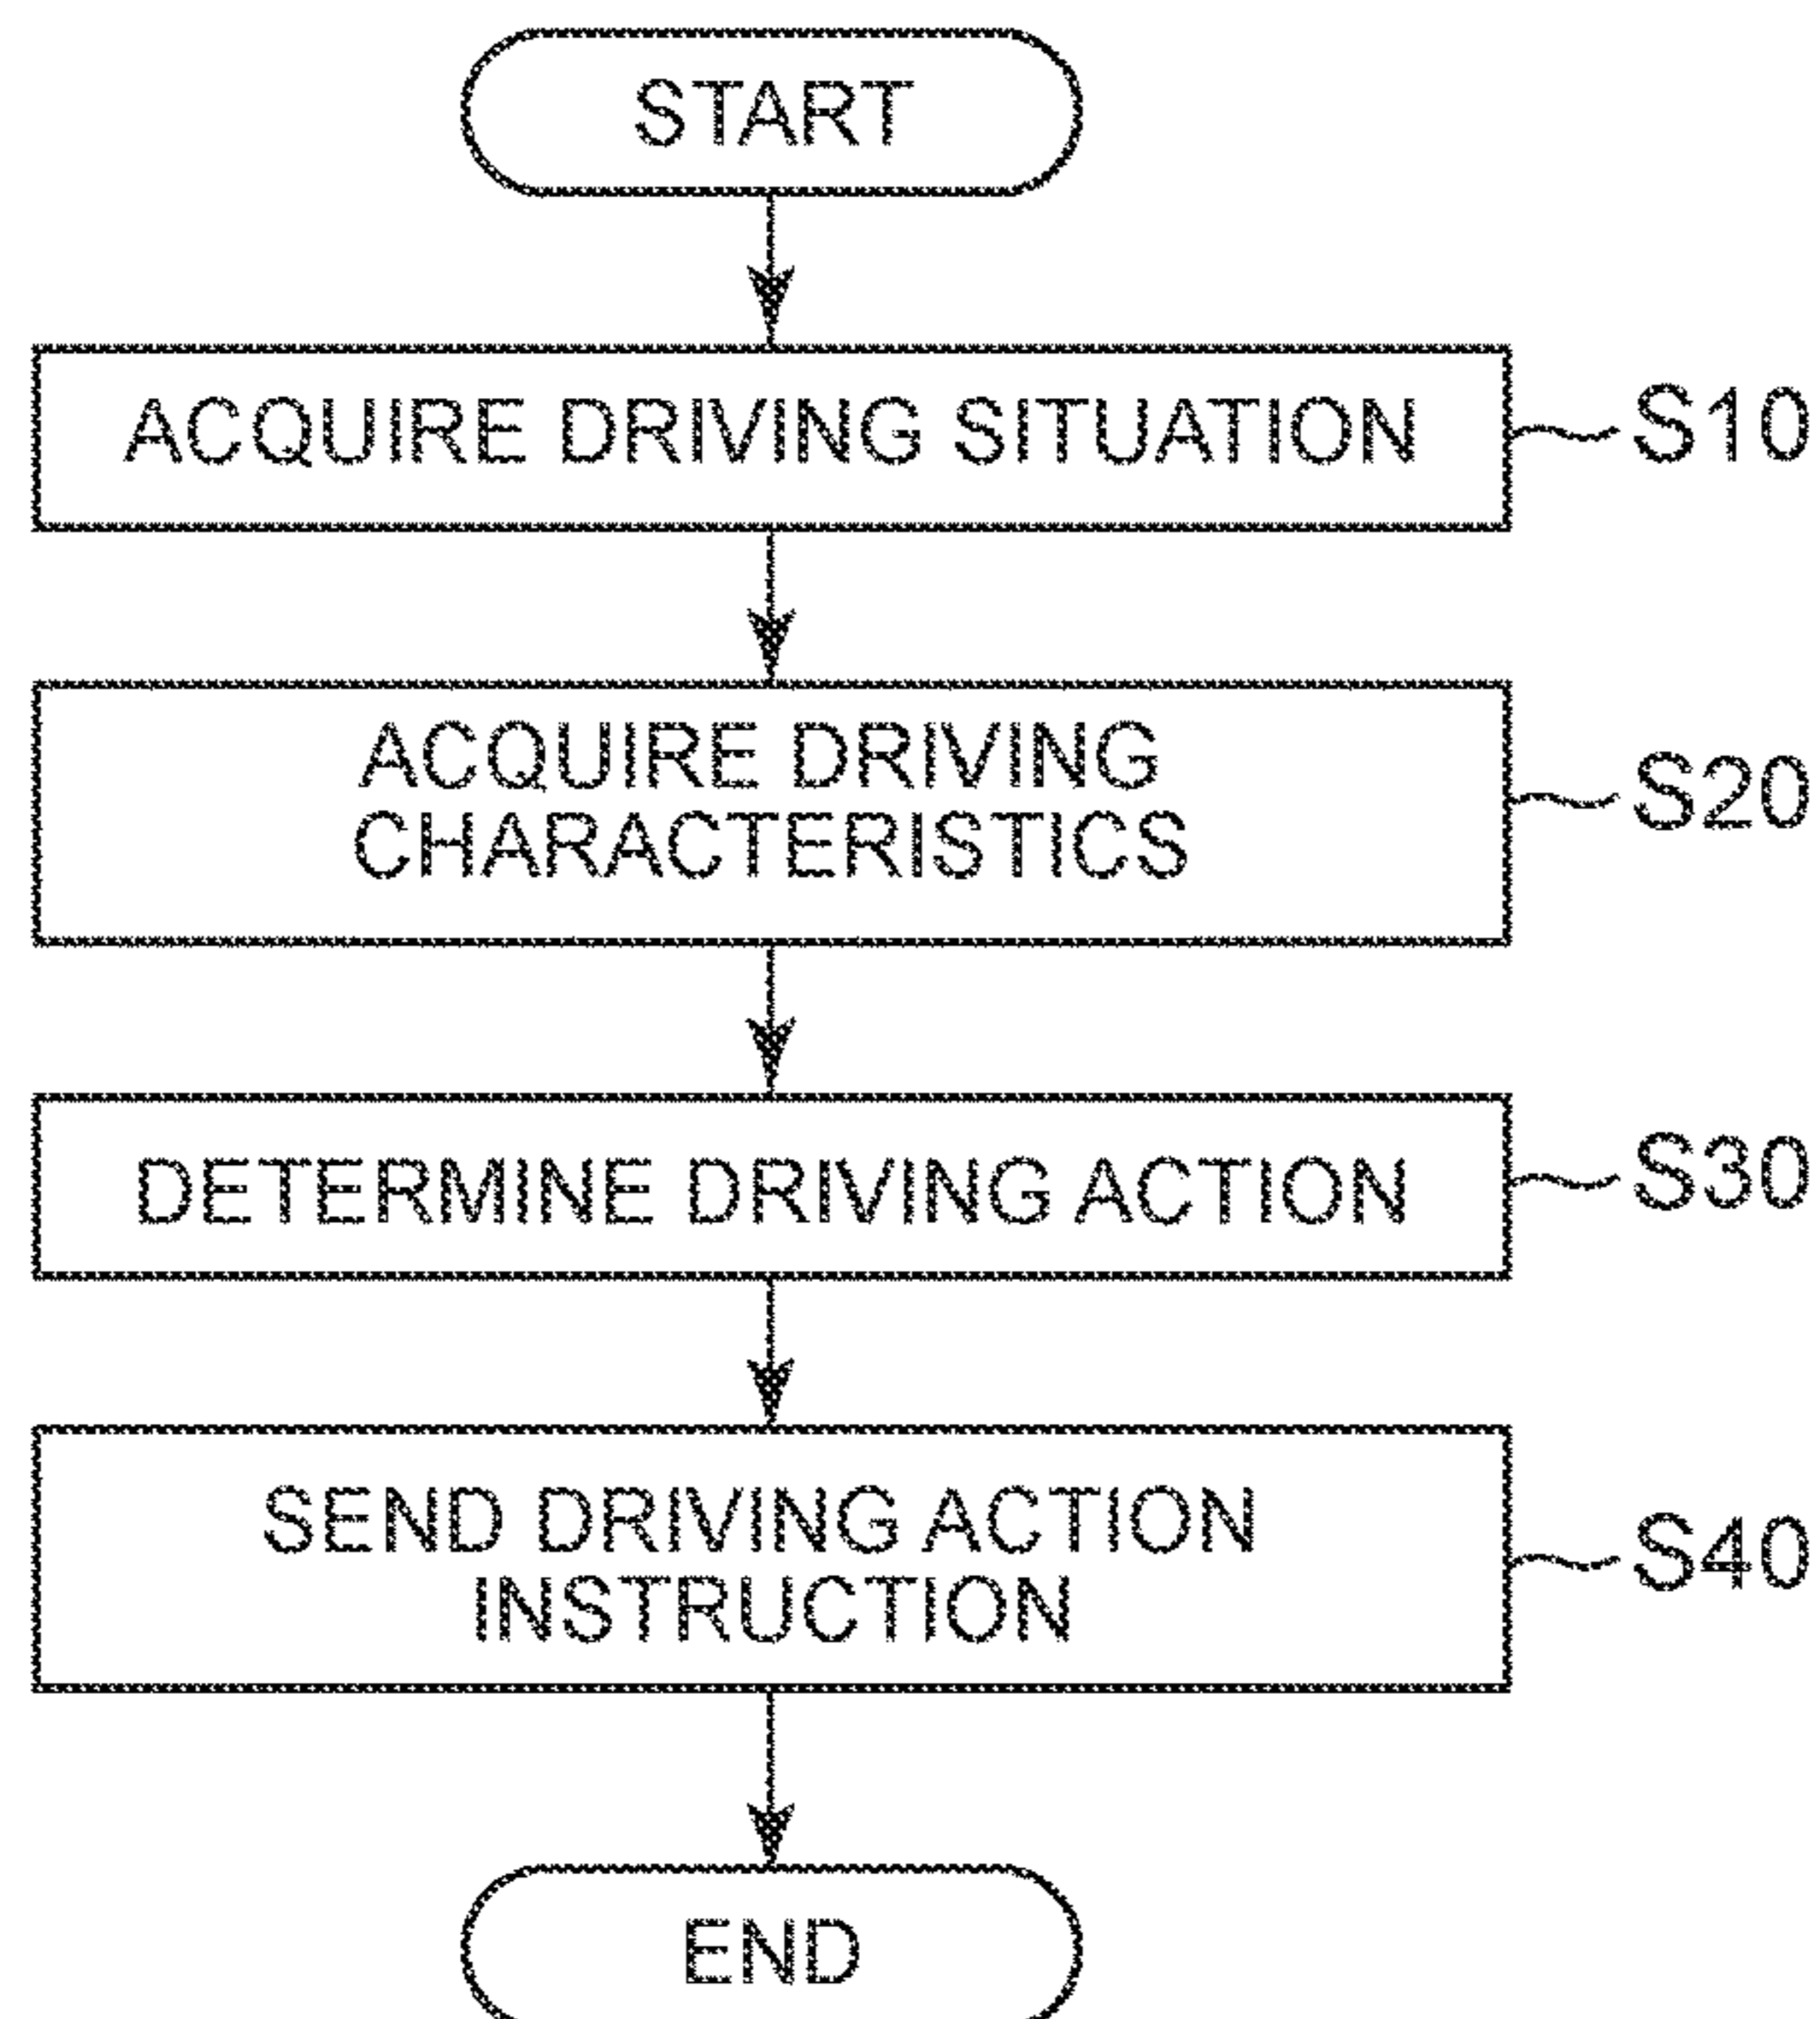 START
ACQUIRE DRIVING SITUATION
S10
ACQUIRE DRIVING
CHARACTERISTICS
S20
DETERMINE DRIVING ACTION
S30
SEND DRIVING ACTION
INSTRUCTION
S40
END